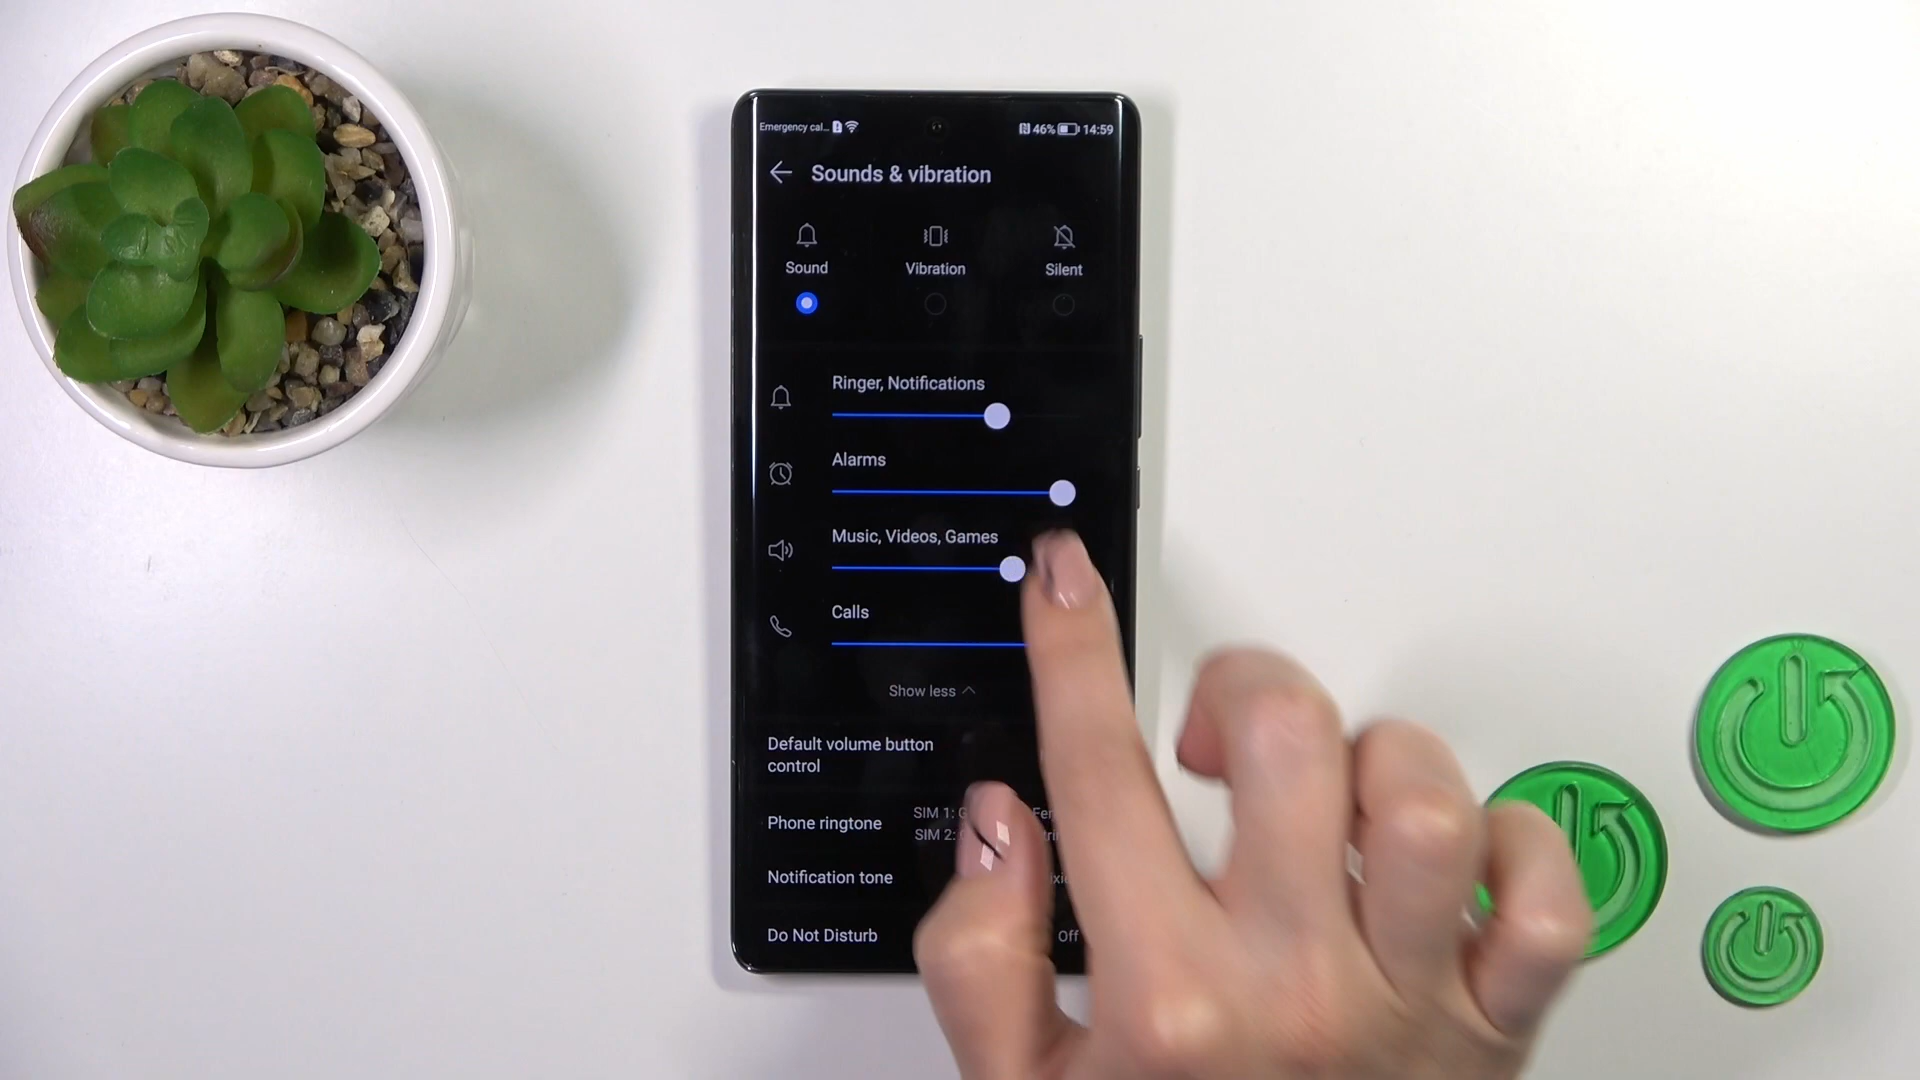 Emergency cal... 46% 14:59
Sounds & vibration
Sound Vibration Silent
Ringer, Notifications
Alarms
Music, Videos, Games
Calls
Show less
Default volume button
control
SIM 1:
Phone ringtone
SIM 2:
Notification tone
Do Not Disturb Off